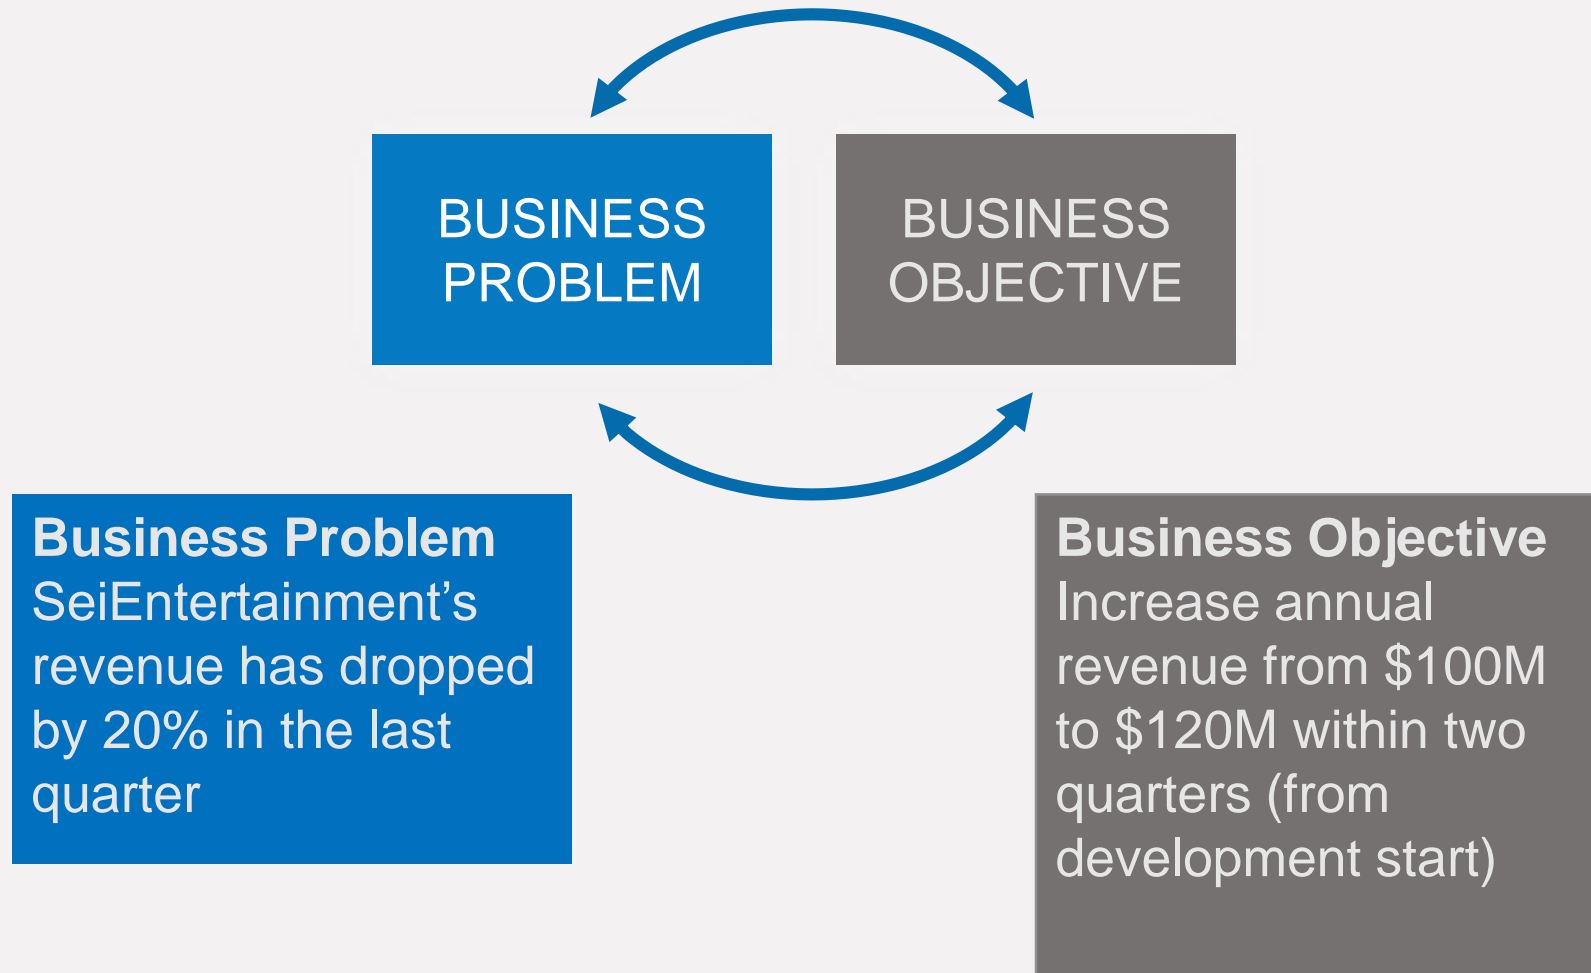 BUSINESS
PROBLEM
BUSINESS
OBJECTIVE
Business Problem
SeiEntertainment’s
revenue has dropped
by 20% in the last
quarter
Business Objective
Increase annual
revenue from $100M
to $120M within two
quarters (from
development start)